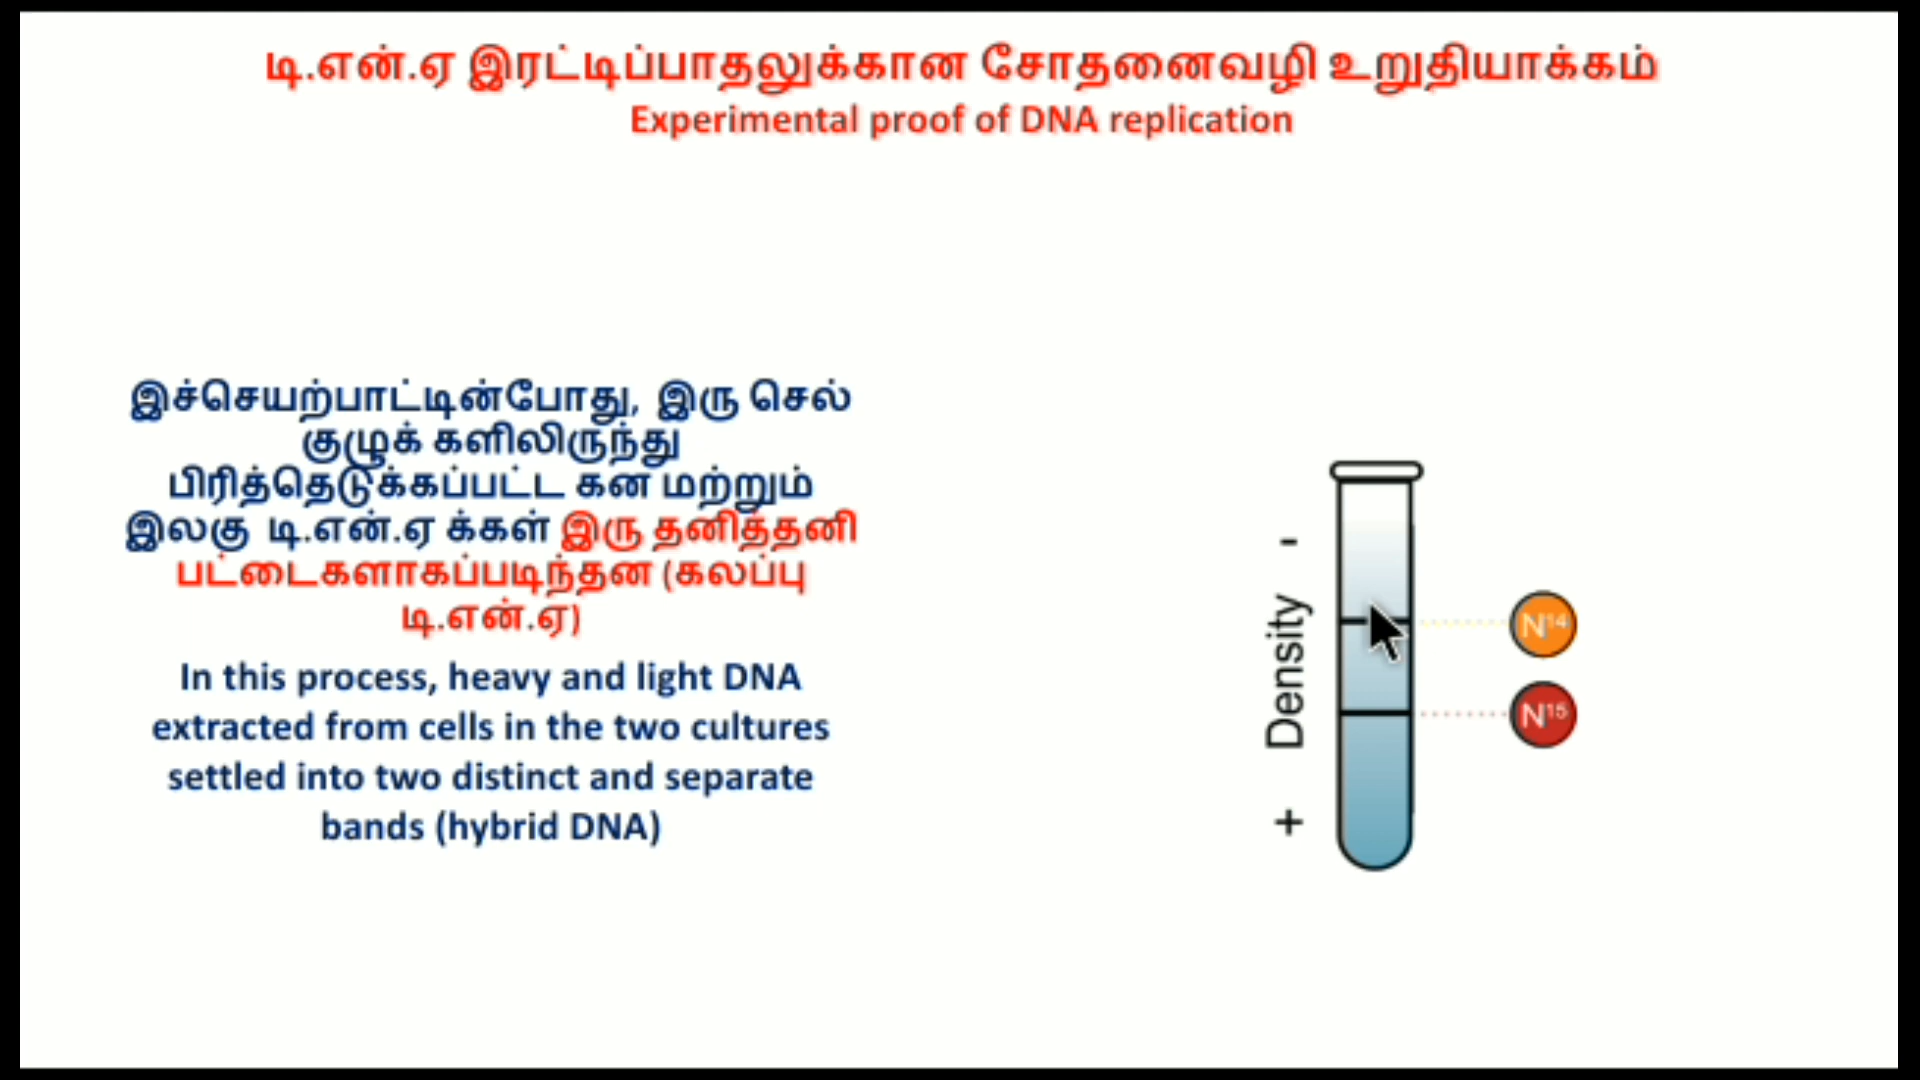 டி.என்.ஏ இரட்டிப்பாதலுக்கான சோதனைவழி உறுதியாக்கம்
Experimental proof of DNA replication
இச்செயற்பாட்டின்போது, இரு செல்
குழுக் களிலிருந்து
பிரித்தெடுக்கப்பட்ட கன மற்றும்
இலகு டி.என்.ஏ க்கள் இரு தனித்தனி
பட்டைகளாகப்படிந்தன (கலப்பு
டி.என்.ஏ)
In this process, heavy and light DNA
extracted from cells in the two cultures
settled into two distinct and separate
bands (hybrid DNA)
+ Density -
N¹⁴
N¹⁵